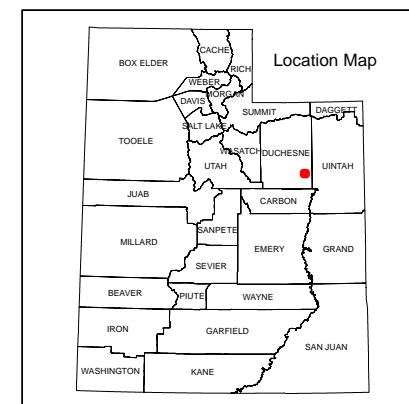 Location Map
BOX ELDER
CACHE
RICH
WEBER
MORGAN
DAVIS
SUMMIT
DAGGETT
SALT LAKE
TOOELE
WASATCH
DUCHESNE
UTAH
UINTAH
JUAB
CARBON
SANPETE
MILLARD
EMERY
GRAND
SEVIER
BEAVER
PIUTE
WAYNE
IRON
GARFIELD
SAN JUAN
WASHINGTON
KANE